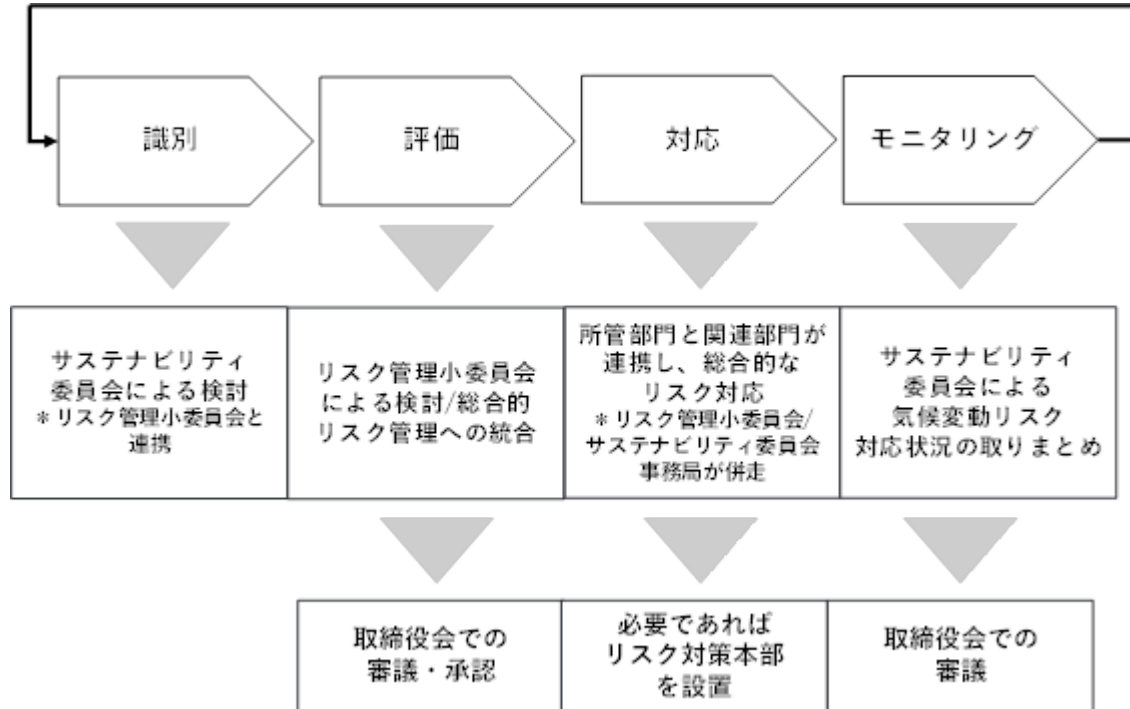 識別
評価
対応
モニタリング
サステナビリティ
委員会による検討
＊リスク管理小委員会と
連携
リスク管理小委員会
による検討/総合的
リスク管理への統合
所管部門と関連部門が
連携し、総合的な
リスク対応
＊リスク管理小委員会/
サステナビリティ委員会
事務局が併走
サステナビリティ
委員会による
気候変動リスク
対応状況の取りまとめ
取締役会での
審議・承認
必要であれば
リスク対策本部
を設置
取締役会での
審議